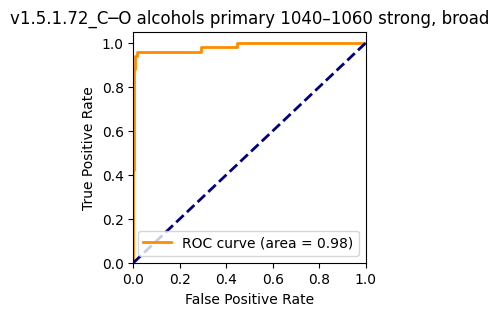 v1.5.1.72_C─O alcohols primary 1040–1060 strong, broad
1.0
0.8
0.6
0.4
0.2
0.0
True Positive Rate
ROC curve (area = 0.98)
0.0 0.2 0.4 0.6 0.8 1.0
False Positive Rate